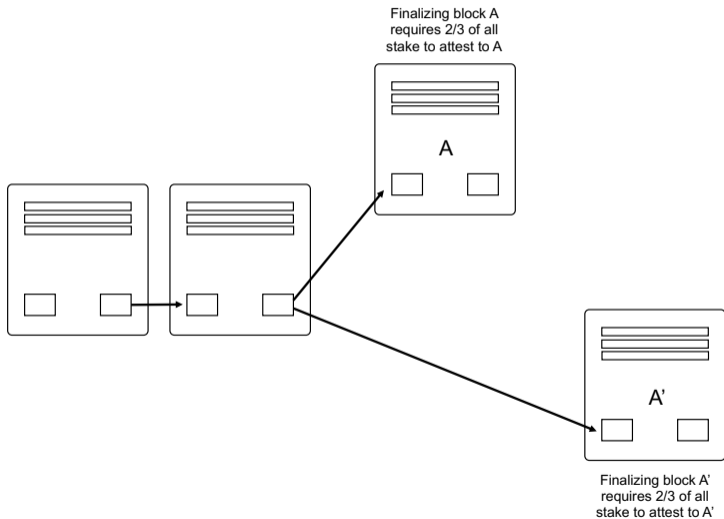 Finalizing block A
requires 2/3 of all
stake to attest to A
A
A’
Finalizing block A’
requires 2/3 of all
stake to attest to A’